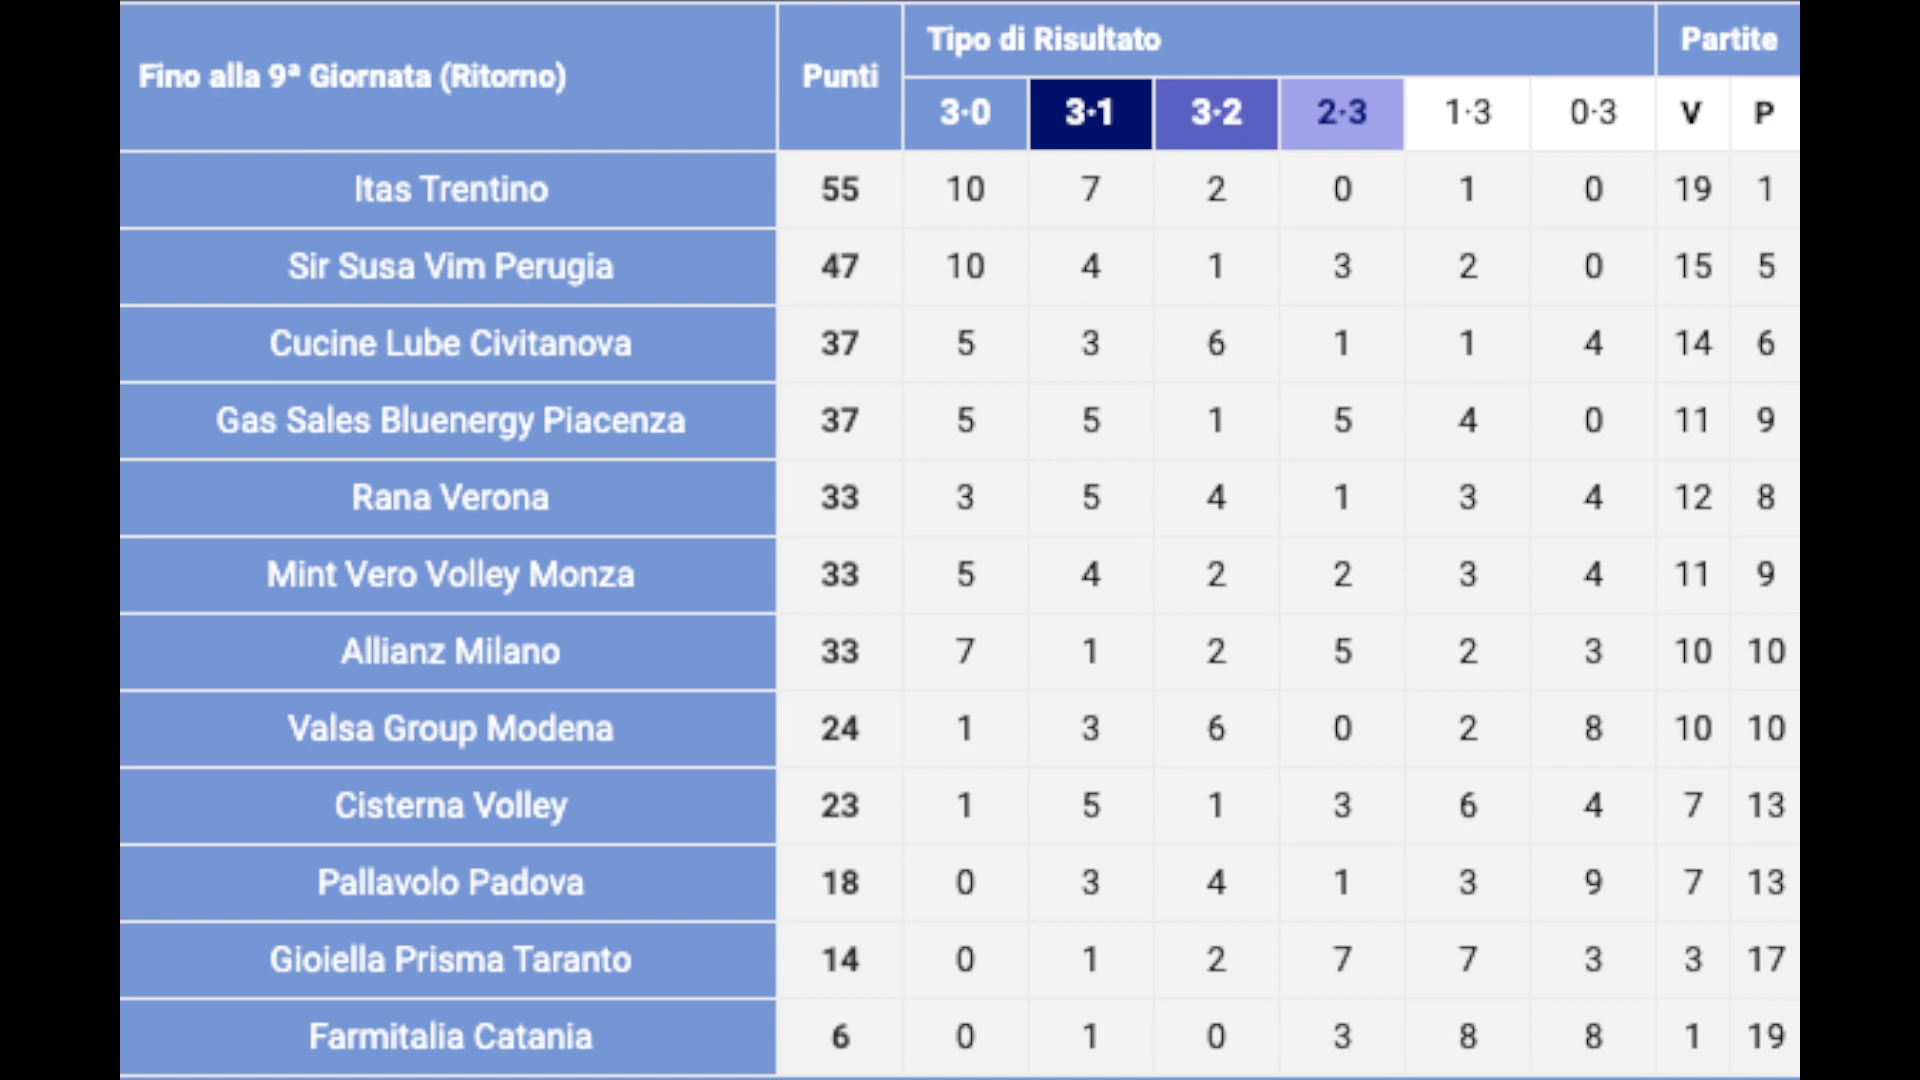 Fino alla 9ª Giornata (Ritorno) Punti Tipo di Risultato Partite
3·0 3·1 3·2 2·3 1·3 0·3 V P
Itas Trentino 55 10 7 2 0 1 0 19 1
Sir Susa Vim Perugia 47 10 4 1 3 2 0 15 5
Cucine Lube Civitanova 37 5 3 6 1 1 4 14 6
Gas Sales Bluenergy Piacenza 37 5 5 1 5 4 0 11 9
Rana Verona 33 3 5 4 1 3 4 12 8
Mint Vero Volley Monza 33 5 4 2 2 3 4 11 9
Allianz Milano 33 7 1 2 5 2 3 10 10
Valsa Group Modena 24 1 3 6 0 2 8 10 10
Cisterna Volley 23 1 5 1 3 6 4 7 13
Pallavolo Padova 18 0 3 4 1 3 9 7 13
Gioiella Prisma Taranto 14 0 1 2 7 7 3 3 17
Farmitalia Catania 6 0 1 0 3 8 8 1 19